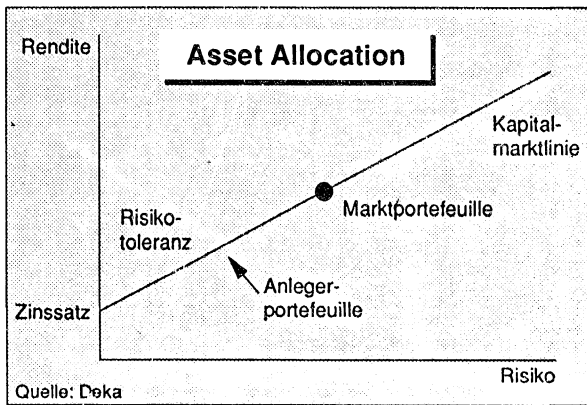 Rendite
Asset Allocation
Kapital-
marktlinie
Marktportefeuille
Risiko-
toleranz
Anleger-
portefeuille
Zinssatz
Risiko
Quelle: Deka